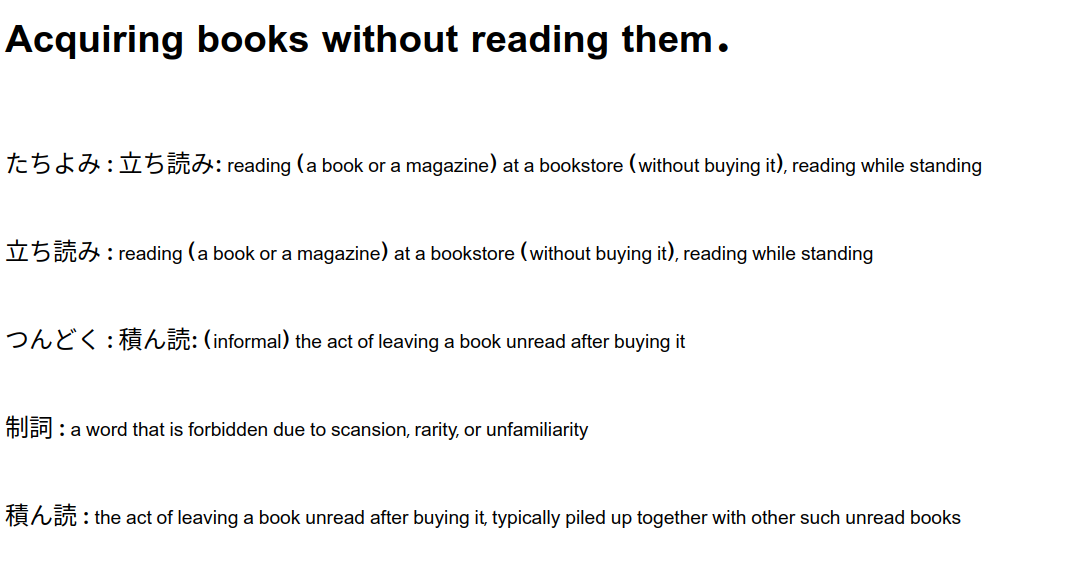 Acquiring books without reading them.
たちよみ : 立ち読み: reading (a book or a magazine) at a bookstore (without buying it), reading while standing
立ち読み : reading (a book or a magazine) at a bookstore (without buying it), reading while standing
つんどく : 積ん読: (informal) the act of leaving a book unread after buying it
制詞 : a word that is forbidden due to scansion, rarity, or unfamiliarity
積ん読 : the act of leaving a book unread after buying it, typically piled up together with other such unread books